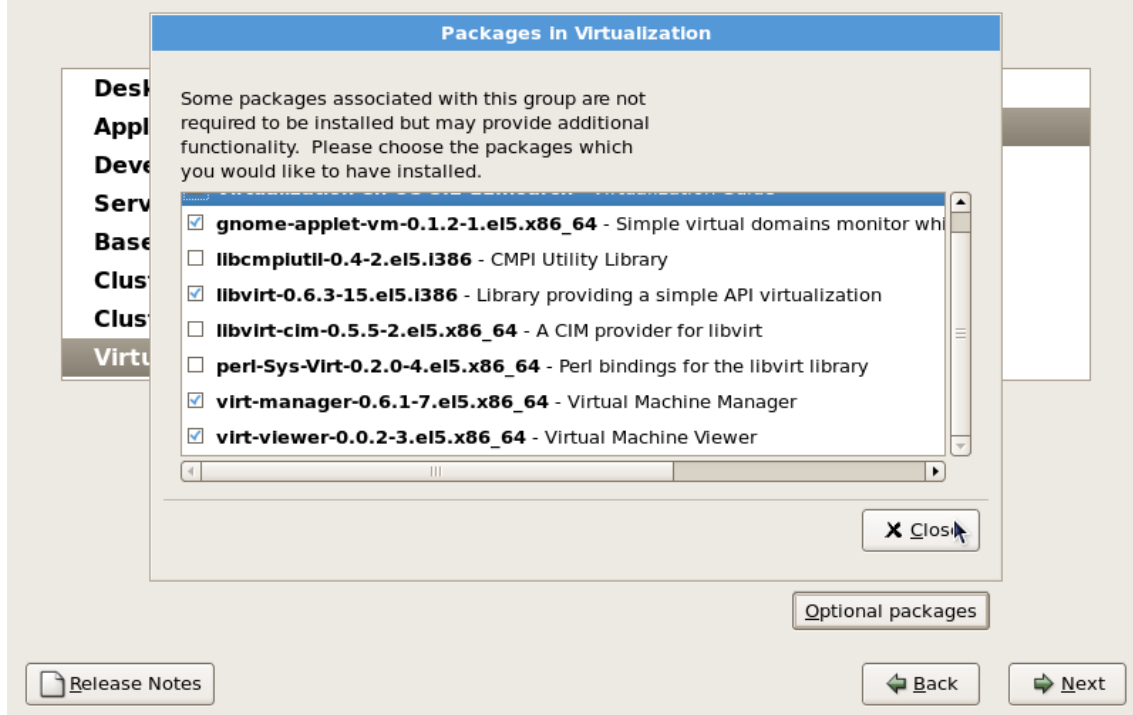 Packages in Virtualization
Some packages associated with this group are not
required to be installed but may provide additional
functionality.  Please choose the packages which
you would like to have installed.
gnome-applet-vm-0.1.2-1.el5.x86_64 - Simple virtual domains monitor whi
libcmpiutil-0.4-2.el5.i386 - CMPI Utility Library
libvirt-0.6.3-15.el5.i386 - Library providing a simple API virtualization
libvirt-cim-0.5.5-2.el5.x86_64 - A CIM provider for libvirt
perl-Sys-Virt-0.2.0-4.el5.x86_64 - Perl bindings for the libvirt library
virt-manager-0.6.1-7.el5.x86_64 - Virtual Machine Manager
virt-viewer-0.0.2-3.el5.x86_64 - Virtual Machine Viewer
Close
Desk
Appl
Deve
Serv
Base
Clus
Clus
Virtu
Optional packages
Release Notes
Back
Next